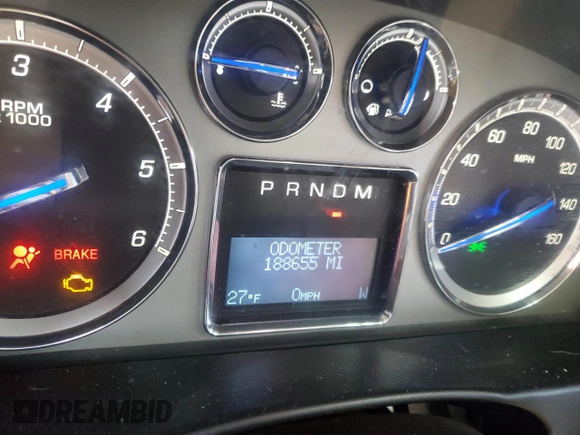 3
4
5
6
RPM
x 1000
BRAKE
P R N D M
ODOMETER
188655 MI
27°F 0MPH W
0
20
40
60
80
100
120
140
160
MPH
DREAMBID